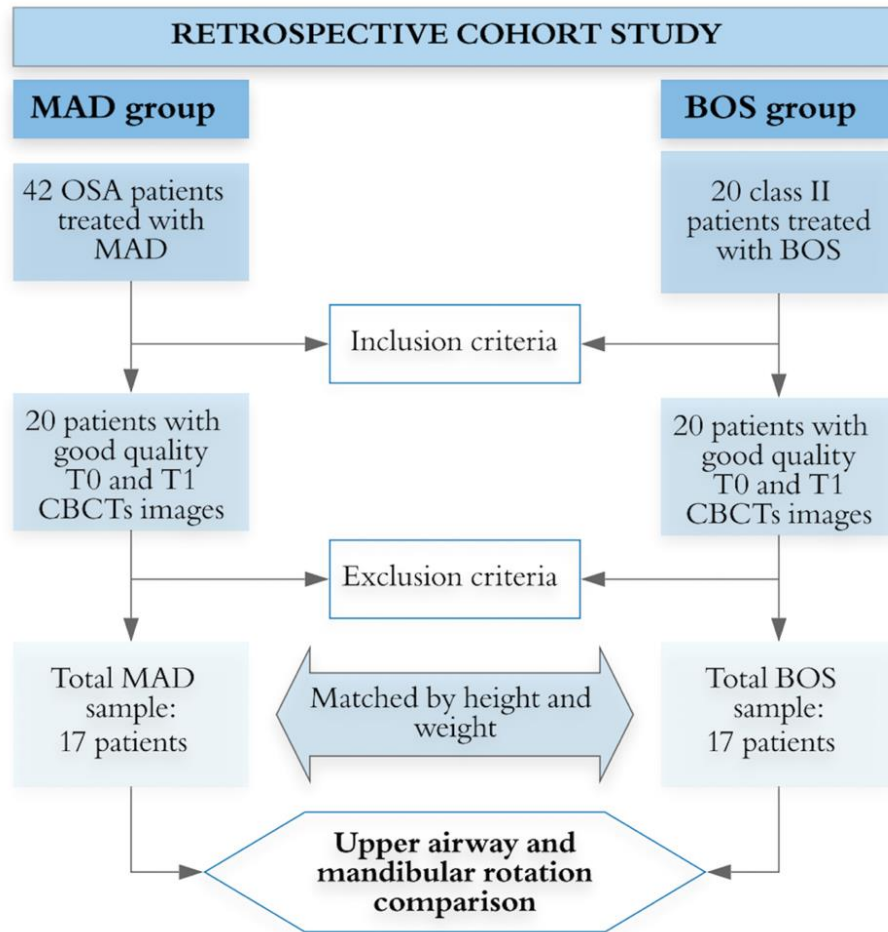 RETROSPECTIVE COHORT STUDY
MAD group
BOS group
42 OSA patients
treated with
MAD
20 class II
patients treated
with BOS
Inclusion criteria
20 patients with
good quality
T0 and T1
CBCTs images
20 patients with
good quality
T0 and T1
CBCTs images
Exclusion criteria
Total MAD
sample:
17 patients
Matched by height and
weight
Total BOS
sample:
17 patients
Upper airway and
mandibular rotation
comparison